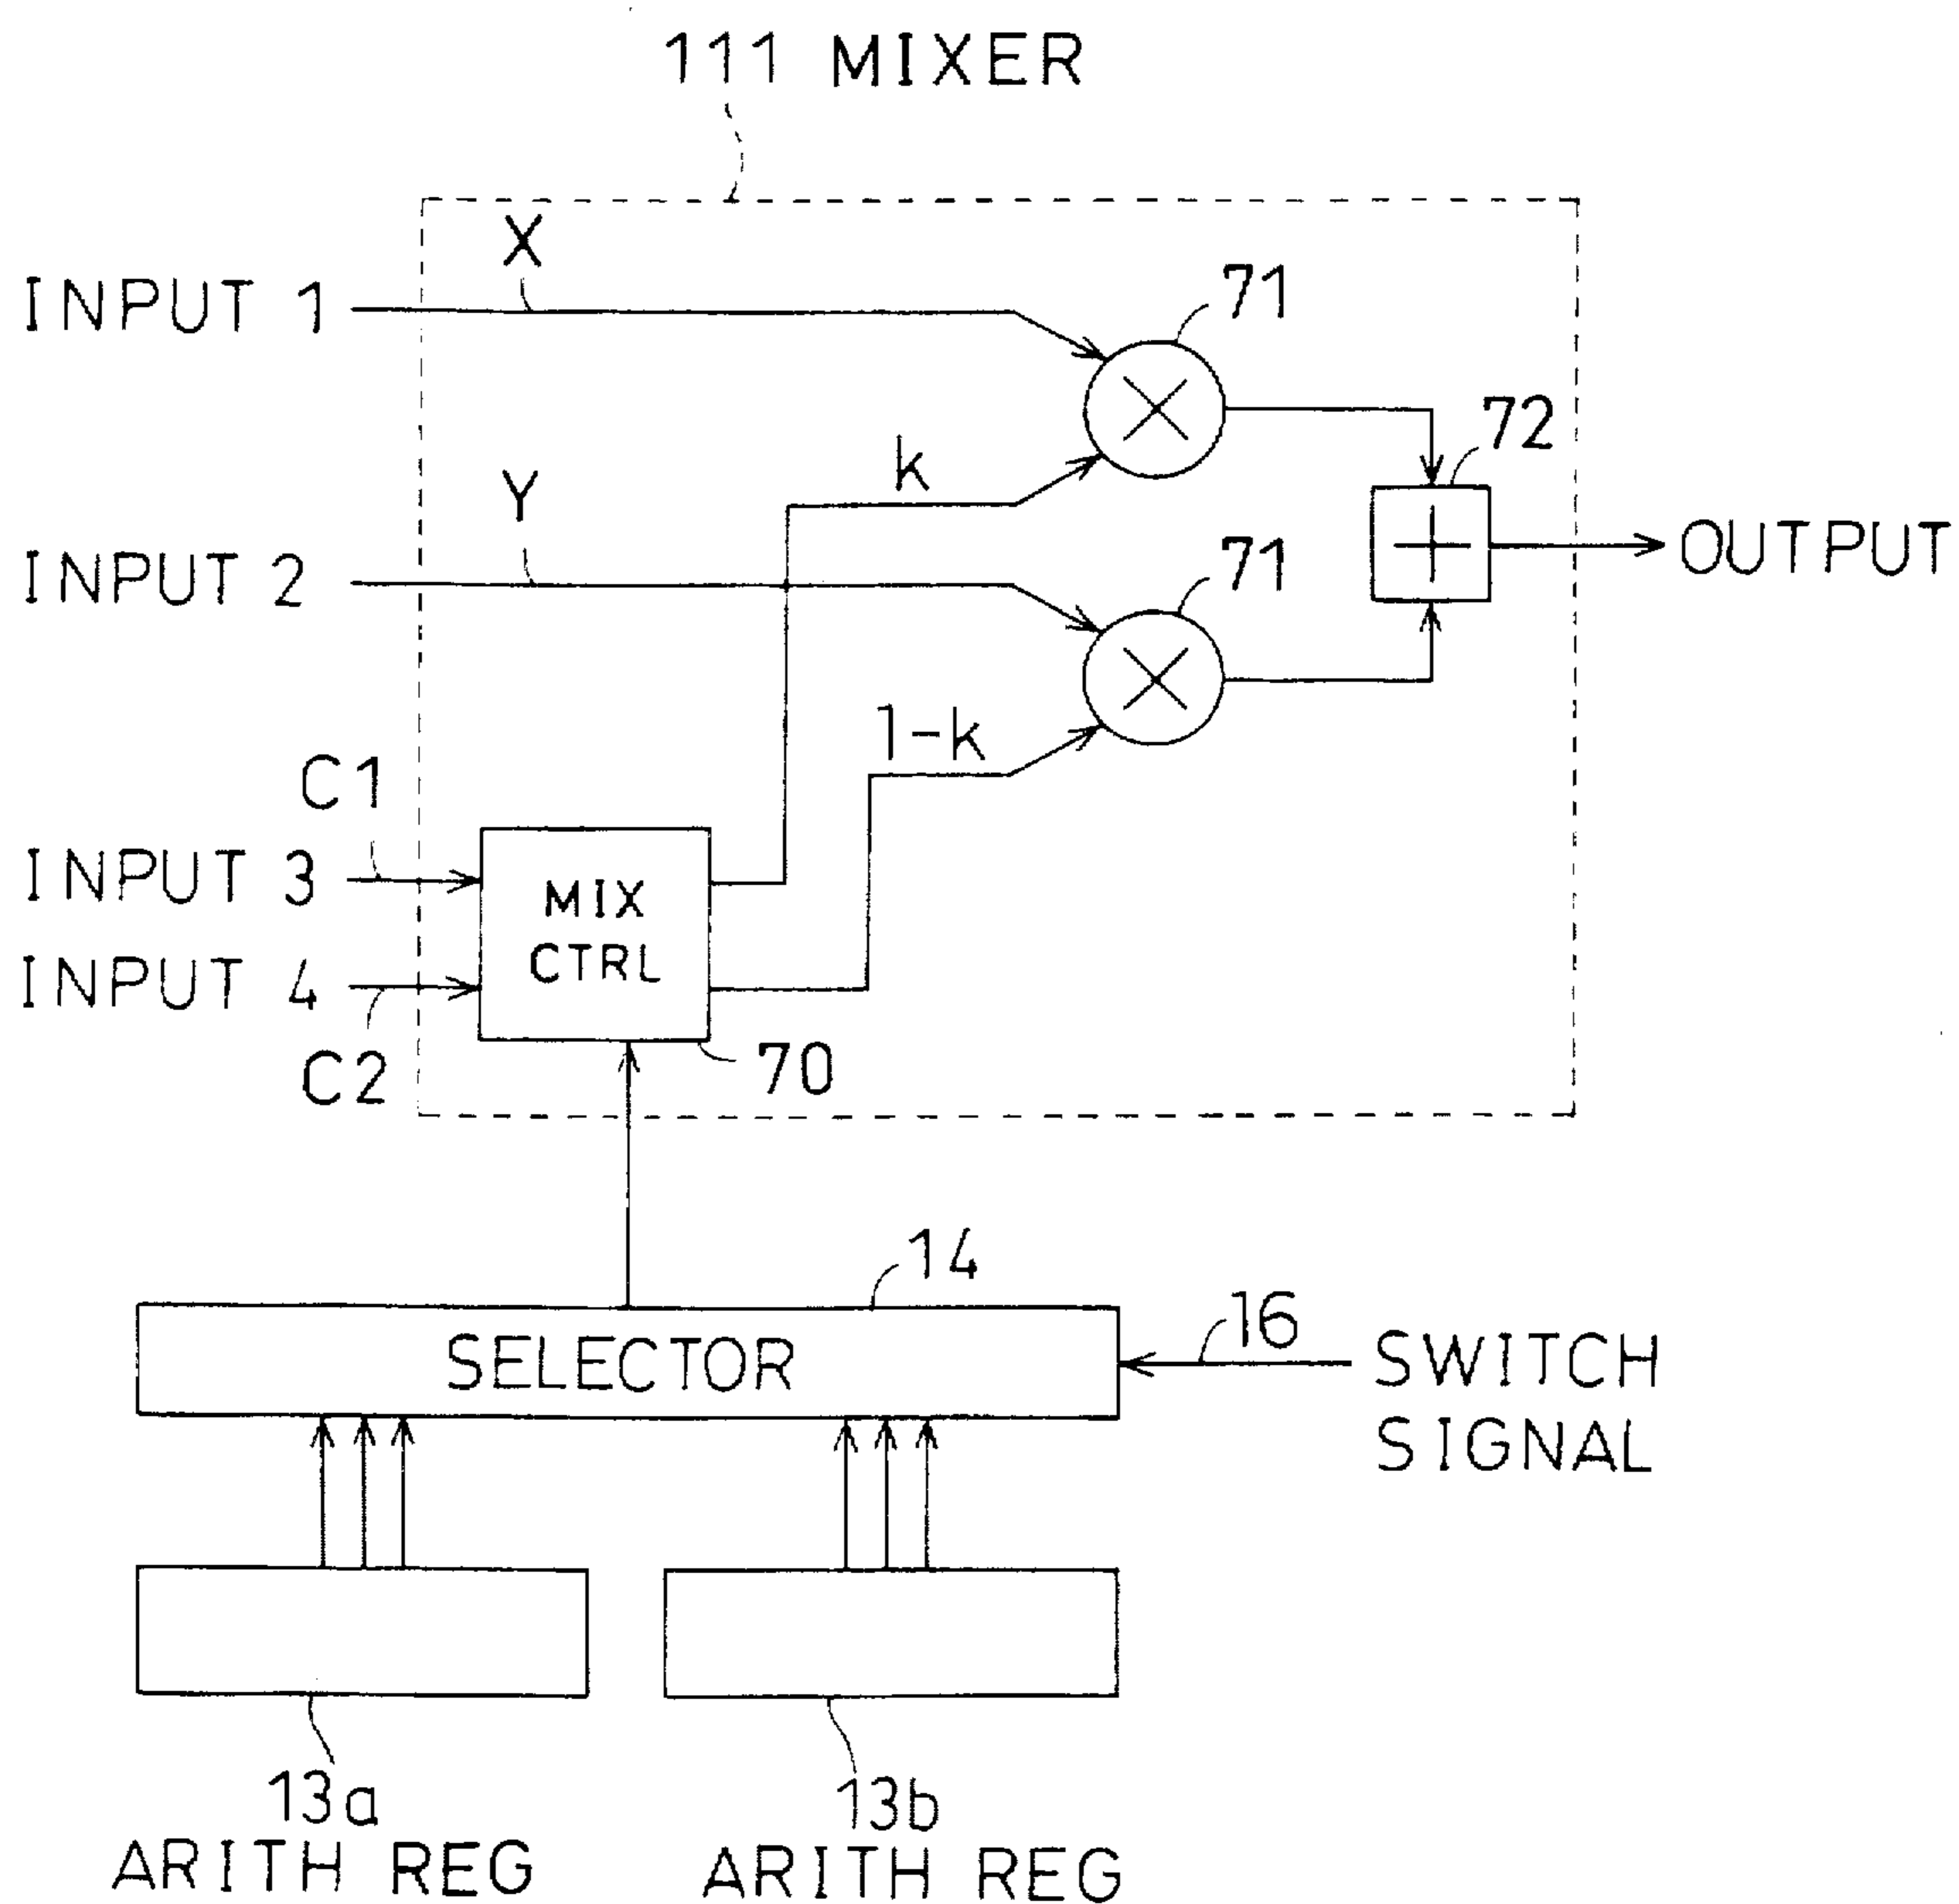 111 MIXER
X
71
INPUT 1
72
k
Y
OUTPUT
71
INPUT 2
1-k
C1
INPUT 3
MIX
CTRL
INPUT 4
C2
70
14
16
SELECTOR
SWITCH
SIGNAL
13a
ARITH REG
13b
ARITH REG